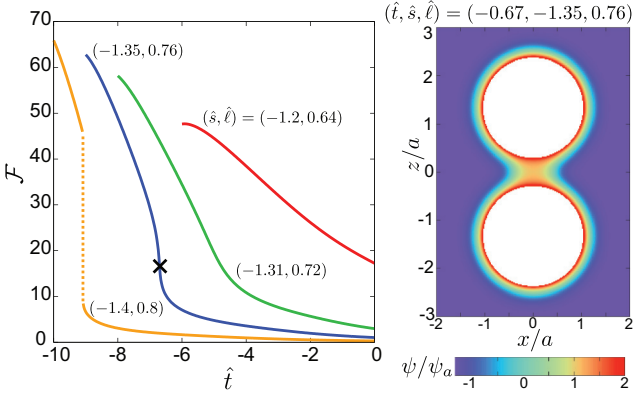 70
60
50
40
30
20
10
0
ℱ
(−1.35, 0.76)
(ŝ, ℓ̂) = (−1.2, 0.64)
(−1.31, 0.72)
(−1.4, 0.8)
-10 -8 -6 -4 -2 0
t̂
(t̂, ŝ, ℓ̂) = (−0.67, −1.35, 0.76)
3
2
1
0
-1
-2
-3
z/a
-2 -1 0 1 2
x/a
ψ/ψₐ
-1 0 1 2